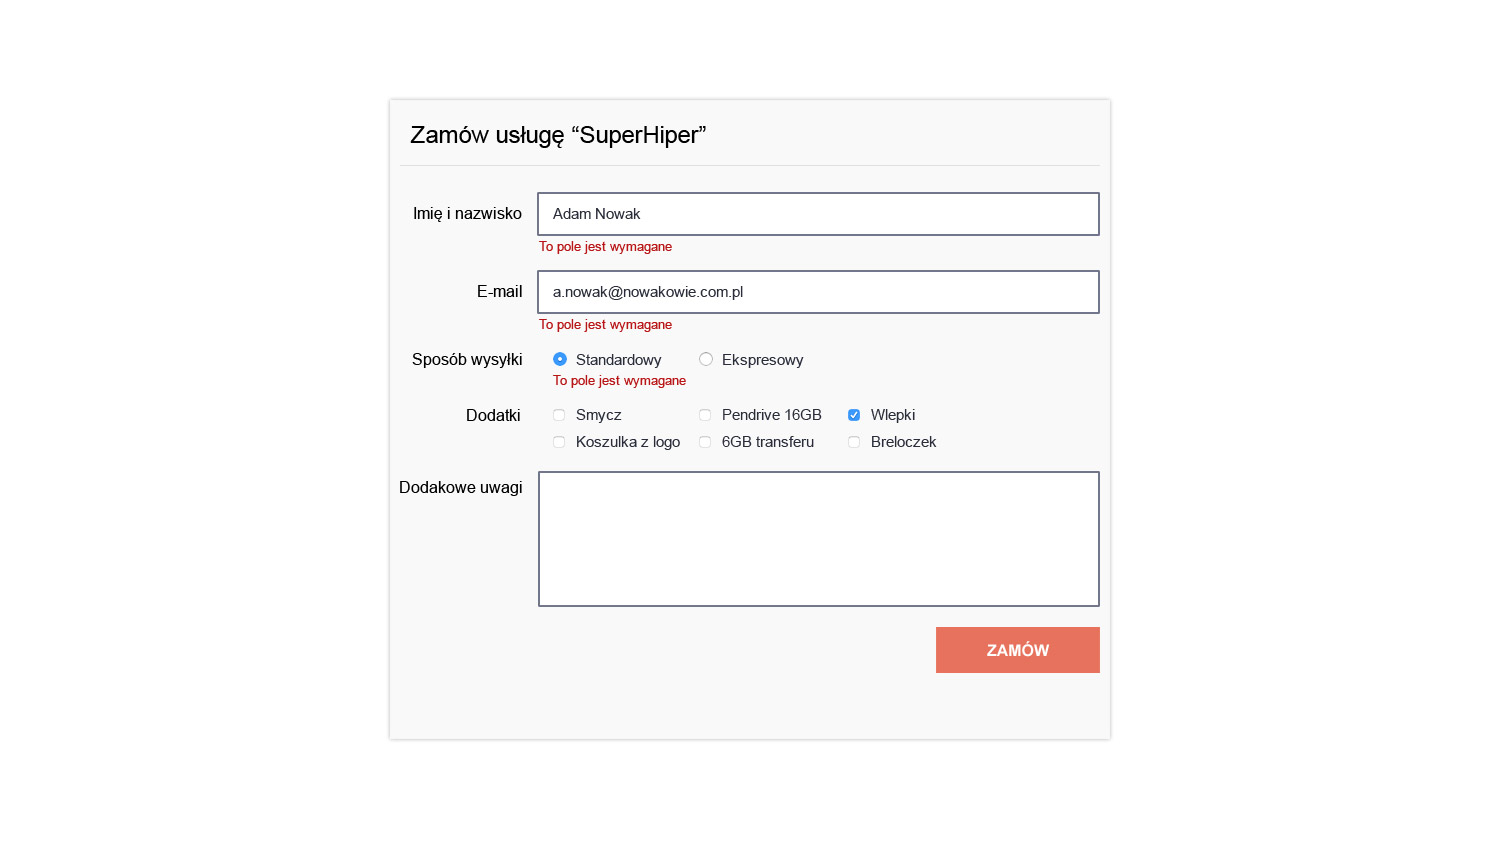 Zamów usługę “SuperHiper”
Imię i nazwisko Adam Nowak
To pole jest wymagane
E-mail a.nowak@nowakowie.com.pl
To pole jest wymagane
Sposób wysyłki Standardowy Ekspresowy
To pole jest wymagane
Dodatki Smycz Pendrive 16GB Wlepki
Koszulka z logo 6GB transferu Breloczek
Dodakowe uwagi
ZAMÓW